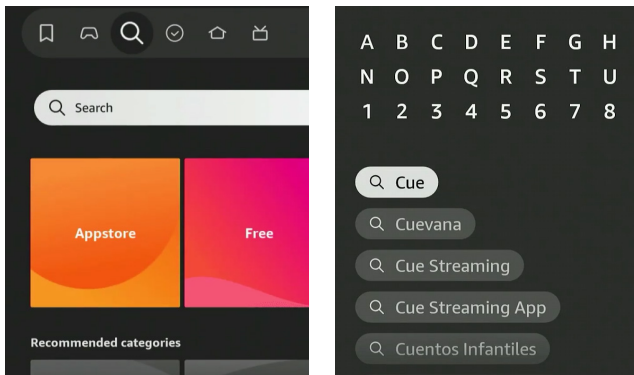 Search
Appstore
Free
Recommended categories
A B C D E F G H
N O P Q R S T U
1 2 3 4 5 6 7 8
Cue
Cuevana
Cue Streaming
Cue Streaming App
Cuentos Infantiles